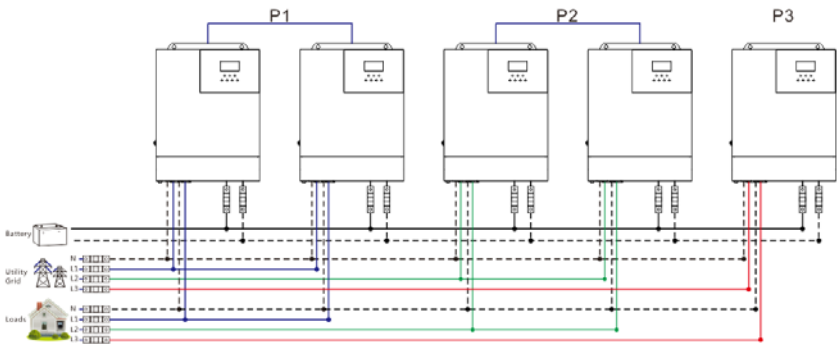 P1 P2 P3
Battery
N
Utility
Grid
L1
L2
L3
N
Loads
L1
L2
L3